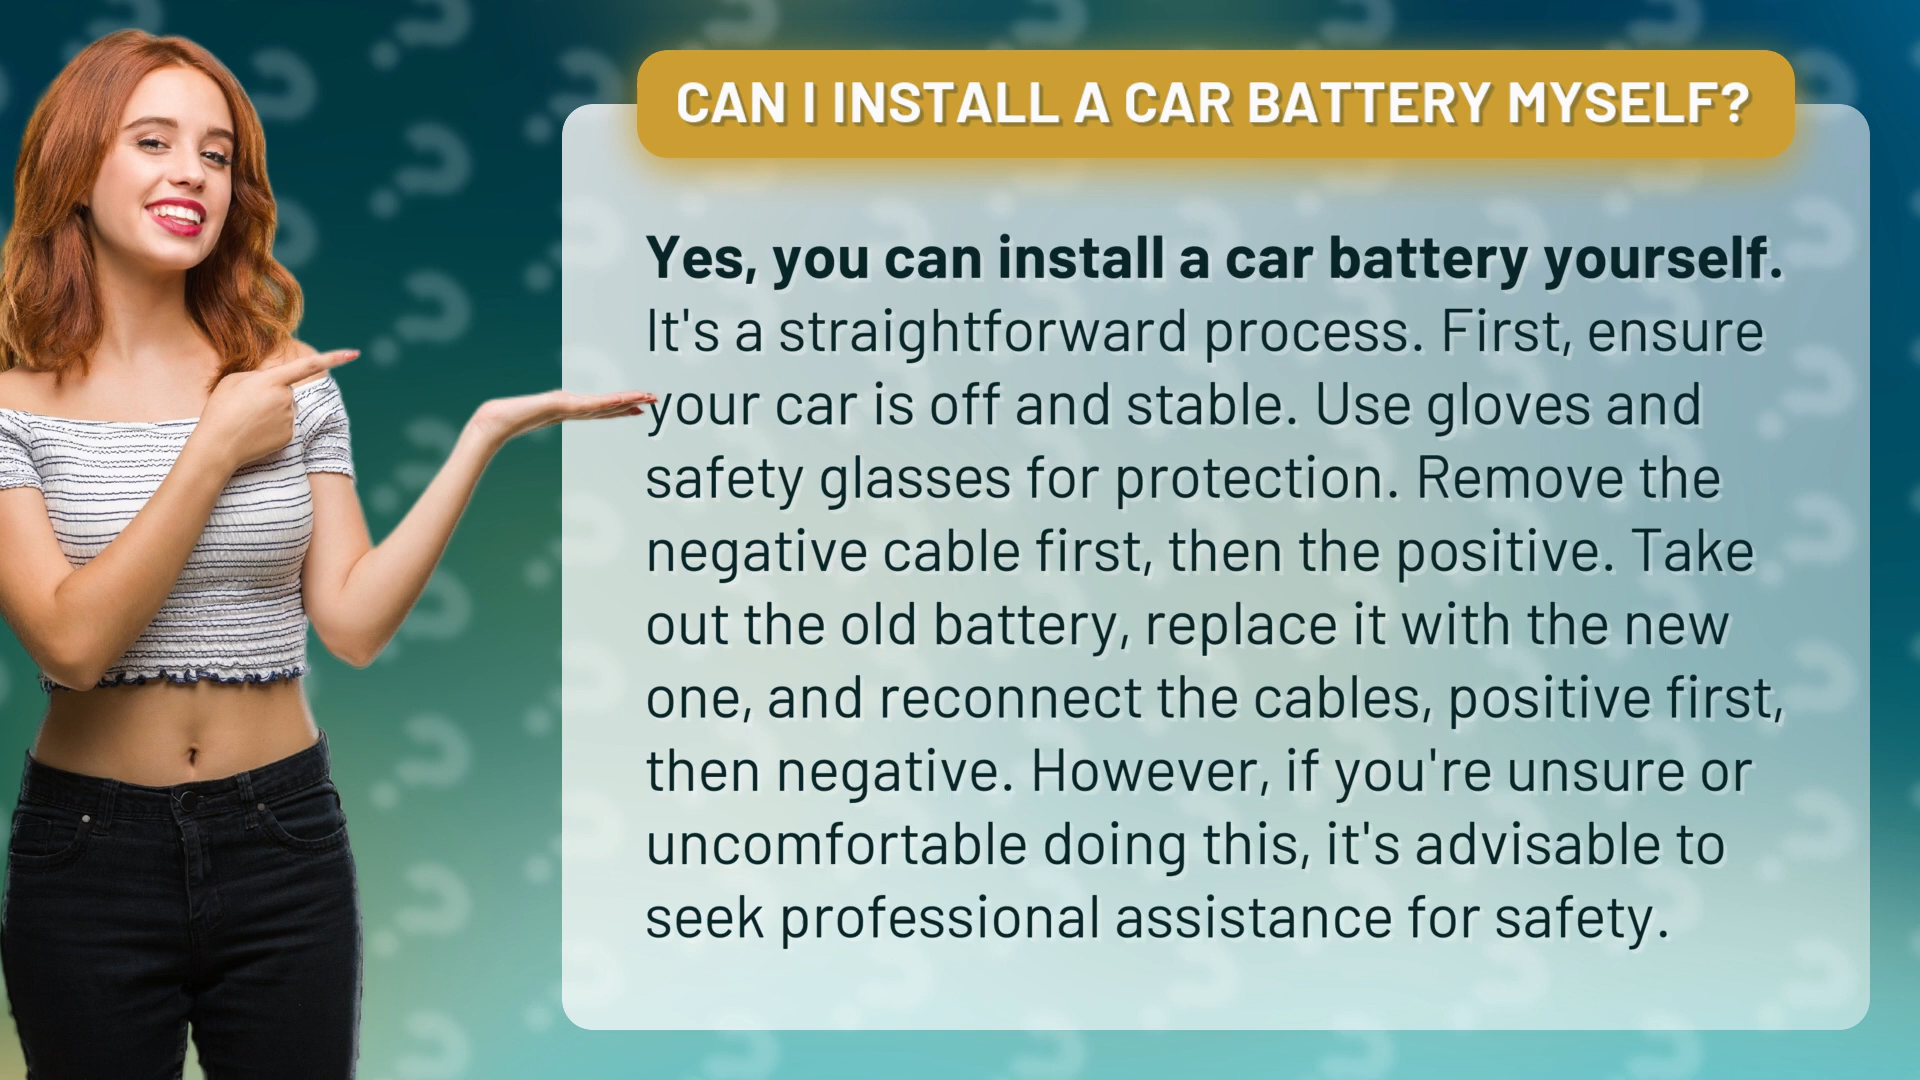 CAN I INSTALL A CAR BATTERY MYSELF?
Yes, you can install a car battery yourself.
It's a straightforward process. First, ensure
your car is off and stable. Use gloves and
safety glasses for protection. Remove the
negative cable first, then the positive. Take
out the old battery, replace it with the new
one, and reconnect the cables, positive first,
then negative. However, if you're unsure or
uncomfortable doing this, it's advisable to
seek professional assistance for safety.